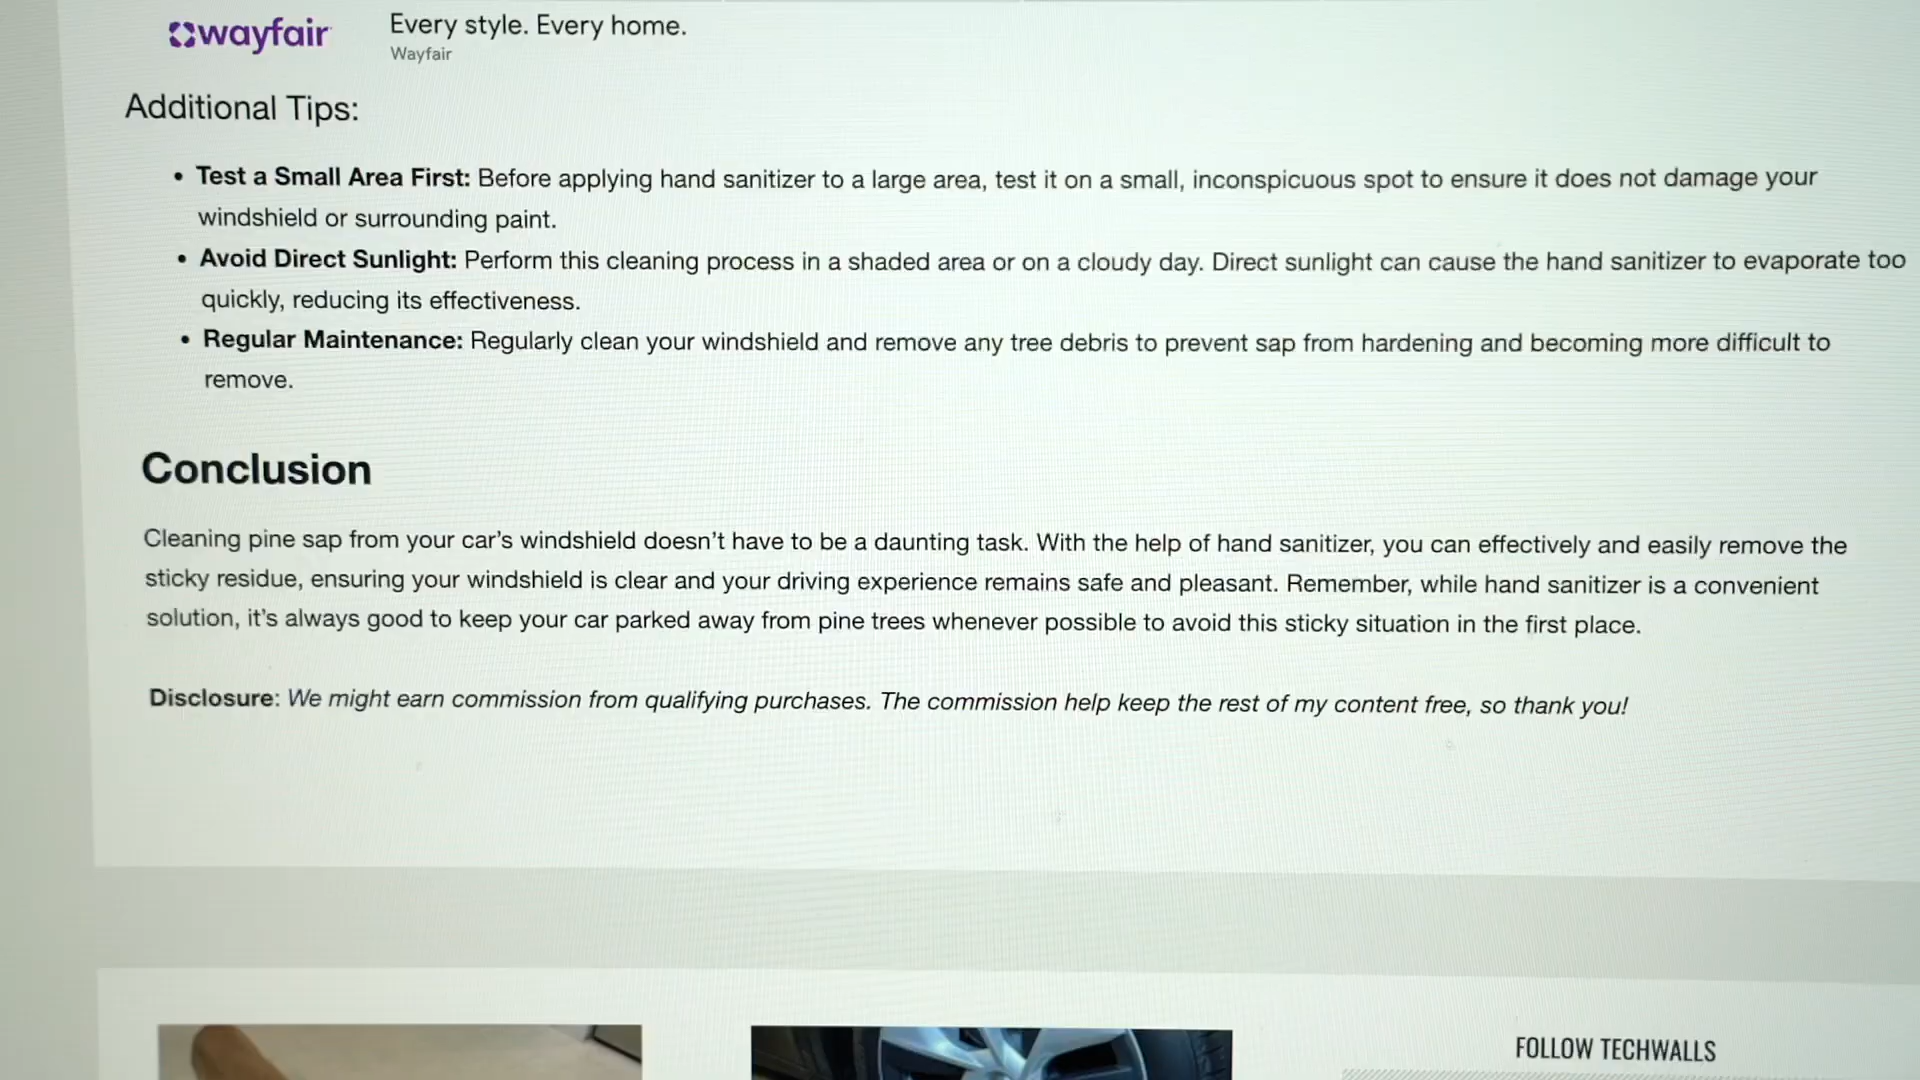 wayfair
Every style. Every home.
Wayfair
Additional Tips:
• Test a Small Area First: Before applying hand sanitizer to a large area, test it on a small, inconspicuous spot to ensure it does not damage your
windshield or surrounding paint.
• Avoid Direct Sunlight: Perform this cleaning process in a shaded area or on a cloudy day. Direct sunlight can cause the hand sanitizer to evaporate too
quickly, reducing its effectiveness.
• Regular Maintenance: Regularly clean your windshield and remove any tree debris to prevent sap from hardening and becoming more difficult to
remove.
Conclusion
Cleaning pine sap from your car’s windshield doesn’t have to be a daunting task. With the help of hand sanitizer, you can effectively and easily remove the
sticky residue, ensuring your windshield is clear and your driving experience remains safe and pleasant. Remember, while hand sanitizer is a convenient
solution, it’s always good to keep your car parked away from pine trees whenever possible to avoid this sticky situation in the first place.
Disclosure: We might earn commission from qualifying purchases. The commission help keep the rest of my content free, so thank you!
FOLLOW TECHWALLS